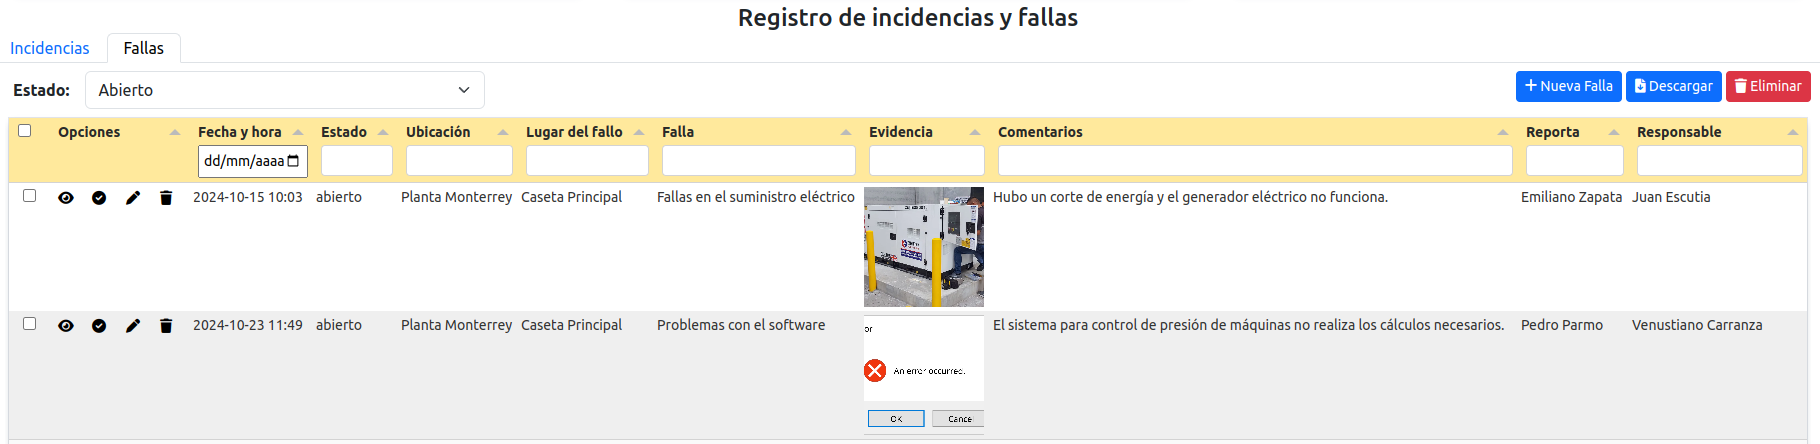 Registro de incidencias y fallas
Incidencias Fallas
Estado: Abierto Nueva Falla Descargar Eliminar
Opciones Fecha y hora Estado Ubicación Lugar del fallo Falla Evidencia Comentarios Reporta Responsable
dd/mm/aaaa
2024-10-15 10:03 abierto Planta Monterrey Caseta Principal Fallas en el suministro eléctrico Hubo un corte de energía y el generador eléctrico no funciona. Emiliano Zapata Juan Escutia
2024-10-23 11:49 abierto Planta Monterrey Caseta Principal Problemas con el software El sistema para control de presión de máquinas no realiza los cálculos necesarios. Pedro Parmo Venustiano Carranza
or
An error occurred.
OK Cancel